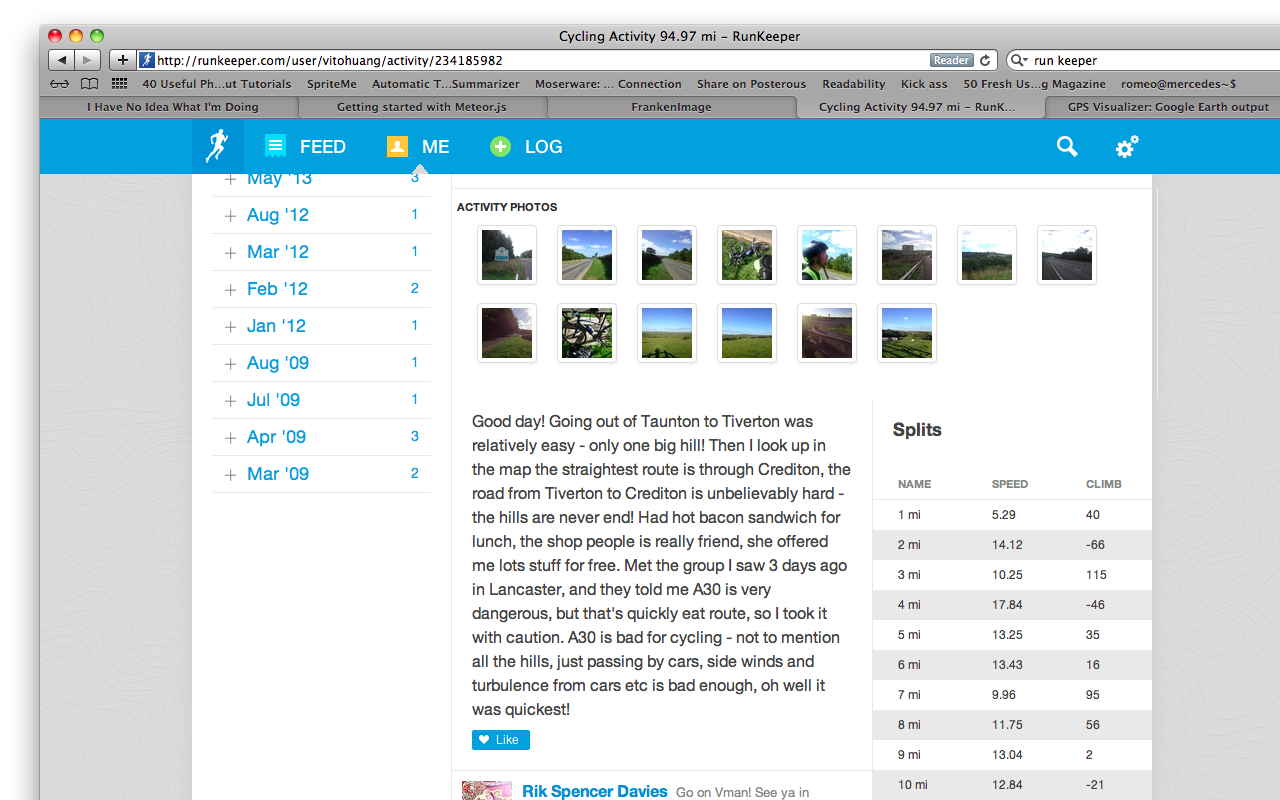 Cycling Activity 94.97 mi – RunKeeper
http://runkeeper.com/user/vitohuang/activity/234185982
Reader
run keeper
40 Useful Ph...ut Tutorials
SpriteMe
Automatic T...Summarizer
Moserware: ... Connection
Share on Posterous
Readability
Kick ass
50 Fresh Us...g Magazine
romeo@mercedes~$
I Have No Idea What I'm Doing
Getting started with Meteor.js
FrankenImage
Cycling Activity 94.97 mi – RunK...
GPS Visualizer: Google Earth output
FEED
ME
LOG
May '13 3
Aug '12 1
Mar '12 1
Feb '12 2
Jan '12 1
Aug '09 1
Jul '09 1
Apr '09 3
Mar '09 2
ACTIVITY PHOTOS
Good day! Going out of Taunton to Tiverton was
relatively easy - only one big hill! Then I look up in
the map the straightest route is through Crediton, the
road from Tiverton to Crediton is unbelievably hard -
the hills are never end! Had hot bacon sandwich for
lunch, the shop people is really friend, she offered
me lots stuff for free. Met the group I saw 3 days ago
in Lancaster, and they told me A30 is very
dangerous, but that's quickly eat route, so I took it
with caution. A30 is bad for cycling - not to mention
all the hills, just passing by cars, side winds and
turbulence from cars etc is bad enough, oh well it
was quickest!
Like
Rik Spencer Davies Go on Vman! See ya in
Splits
NAME SPEED CLIMB
1 mi 5.29 40
2 mi 14.12 -66
3 mi 10.25 115
4 mi 17.84 -46
5 mi 13.25 35
6 mi 13.43 16
7 mi 9.96 95
8 mi 11.75 56
9 mi 13.04 2
10 mi 12.84 -21